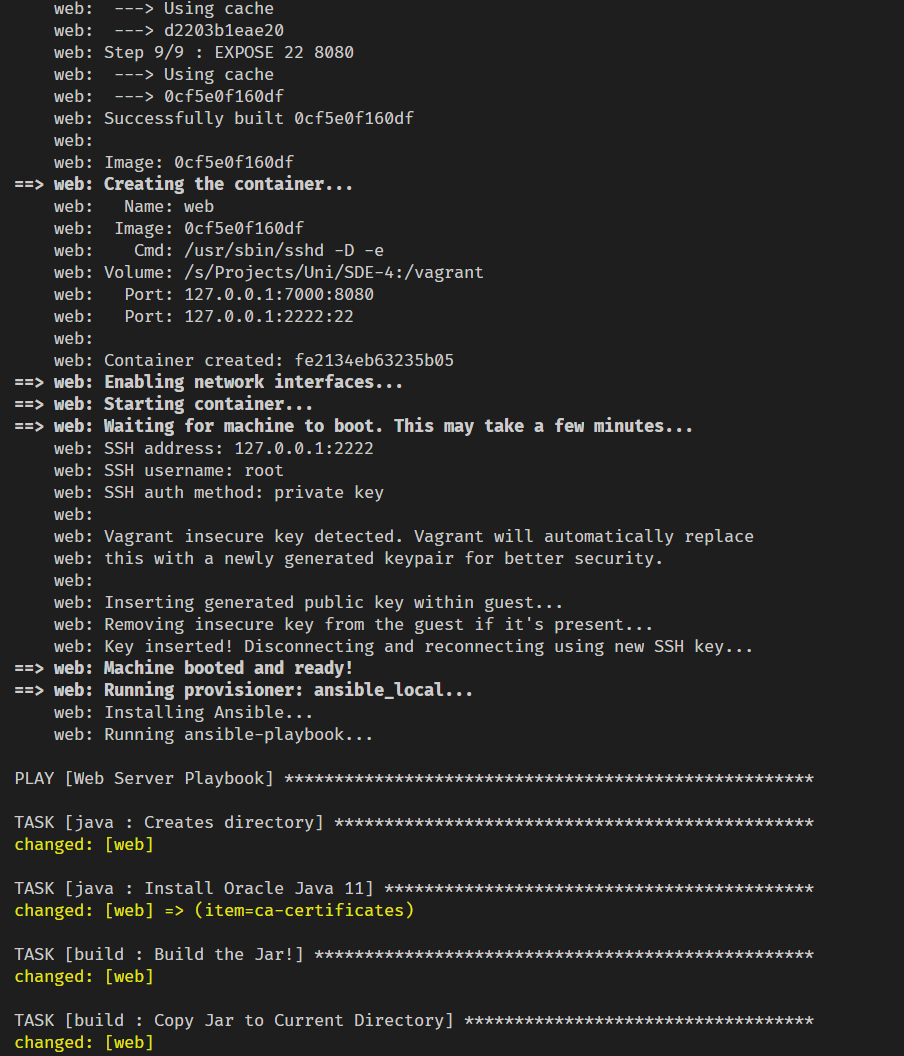 web:  ---> Using cache
web:  ---> d2203b1eae20
web: Step 9/9 : EXPOSE 22 8080
web:  ---> Using cache
web:  ---> 0cf5e0f160df
web: Successfully built 0cf5e0f160df
web:
web: Image: 0cf5e0f160df
==> web: Creating the container...
web:   Name: web
web:  Image: 0cf5e0f160df
web:    Cmd: /usr/sbin/sshd -D -e
web: Volume: /s/Projects/Uni/SDE-4:/vagrant
web:   Port: 127.0.0.1:7000:8080
web:   Port: 127.0.0.1:2222:22
web:
web: Container created: fe2134eb63235b05
==> web: Enabling network interfaces...
==> web: Starting container...
==> web: Waiting for machine to boot. This may take a few minutes...
web: SSH address: 127.0.0.1:2222
web: SSH username: root
web: SSH auth method: private key
web:
web: Vagrant insecure key detected. Vagrant will automatically replace
web: this with a newly generated keypair for better security.
web:
web: Inserting generated public key within guest...
web: Removing insecure key from the guest if it's present...
web: Key inserted! Disconnecting and reconnecting using new SSH key...
==> web: Machine booted and ready!
==> web: Running provisioner: ansible_local...
web: Installing Ansible...
web: Running ansible-playbook...
PLAY [Web Server Playbook] *****************************************************
TASK [java : Creates directory] ************************************************
changed: [web]
TASK [java : Install Oracle Java 11] *******************************************
changed: [web] => (item=ca-certificates)
TASK [build : Build the Jar!] **************************************************
changed: [web]
TASK [build : Copy Jar to Current Directory] ***********************************
changed: [web]